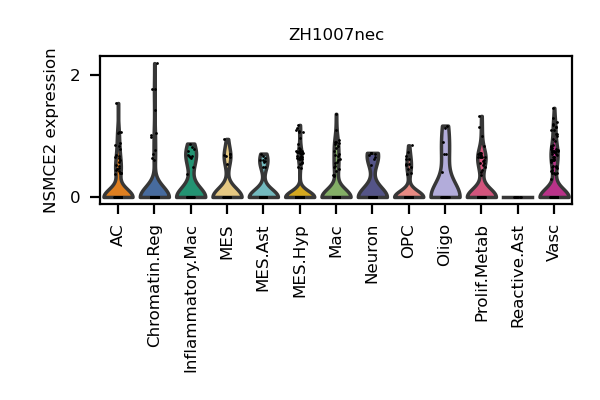 ZH1007nec
NSMCE2 expression
2
0
AC
Chromatin.Reg
Inflammatory.Mac
MES
MES.Ast
MES.Hyp
Mac
Neuron
OPC
Oligo
Prolif.Metab
Reactive.Ast
Vasc